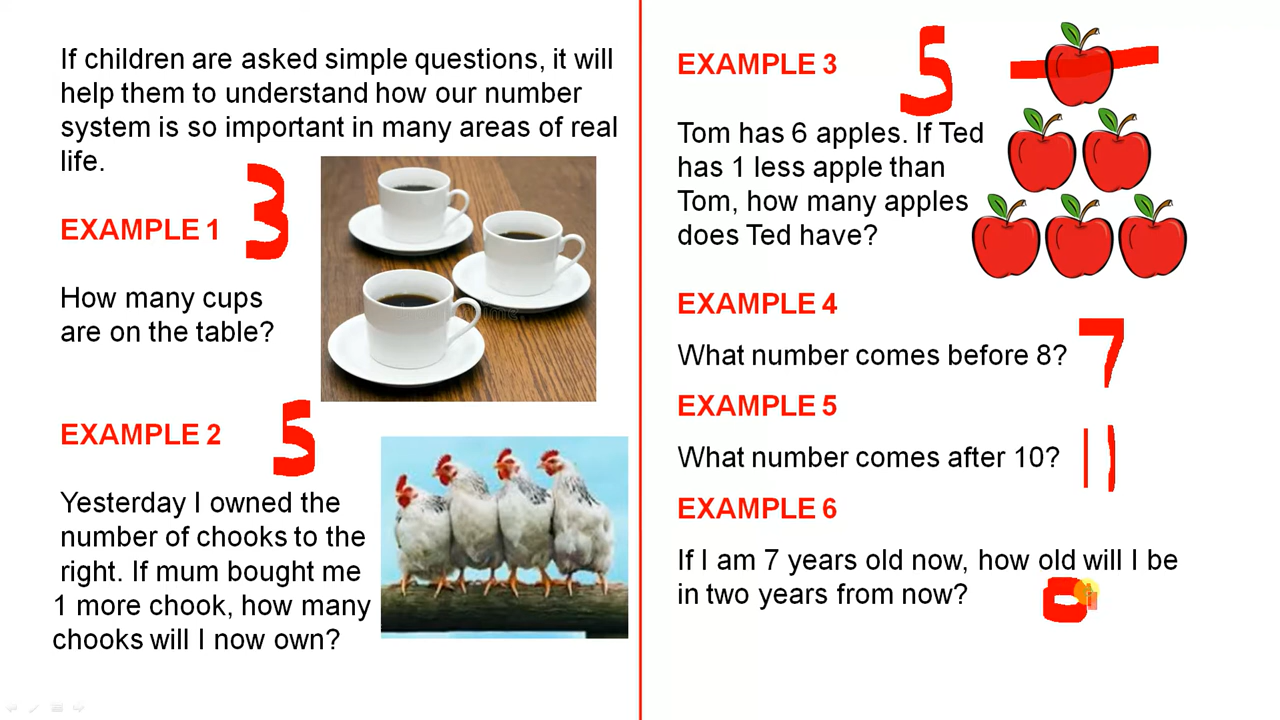 If children are asked simple questions, it will
help them to understand how our number
system is so important in many areas of real
life.
EXAMPLE 1 3
How many cups
are on the table?
EXAMPLE 2 5
Yesterday I owned the
number of chooks to the
right. If mum bought me
1 more chook, how many
chooks will I now own?
EXAMPLE 3 5
Tom has 6 apples. If Ted
has 1 less apple than
Tom, how many apples
does Ted have?
EXAMPLE 4
What number comes before 8? 7
EXAMPLE 5
What number comes after 10? 11
EXAMPLE 6
If I am 7 years old now, how old will I be
in two years from now?